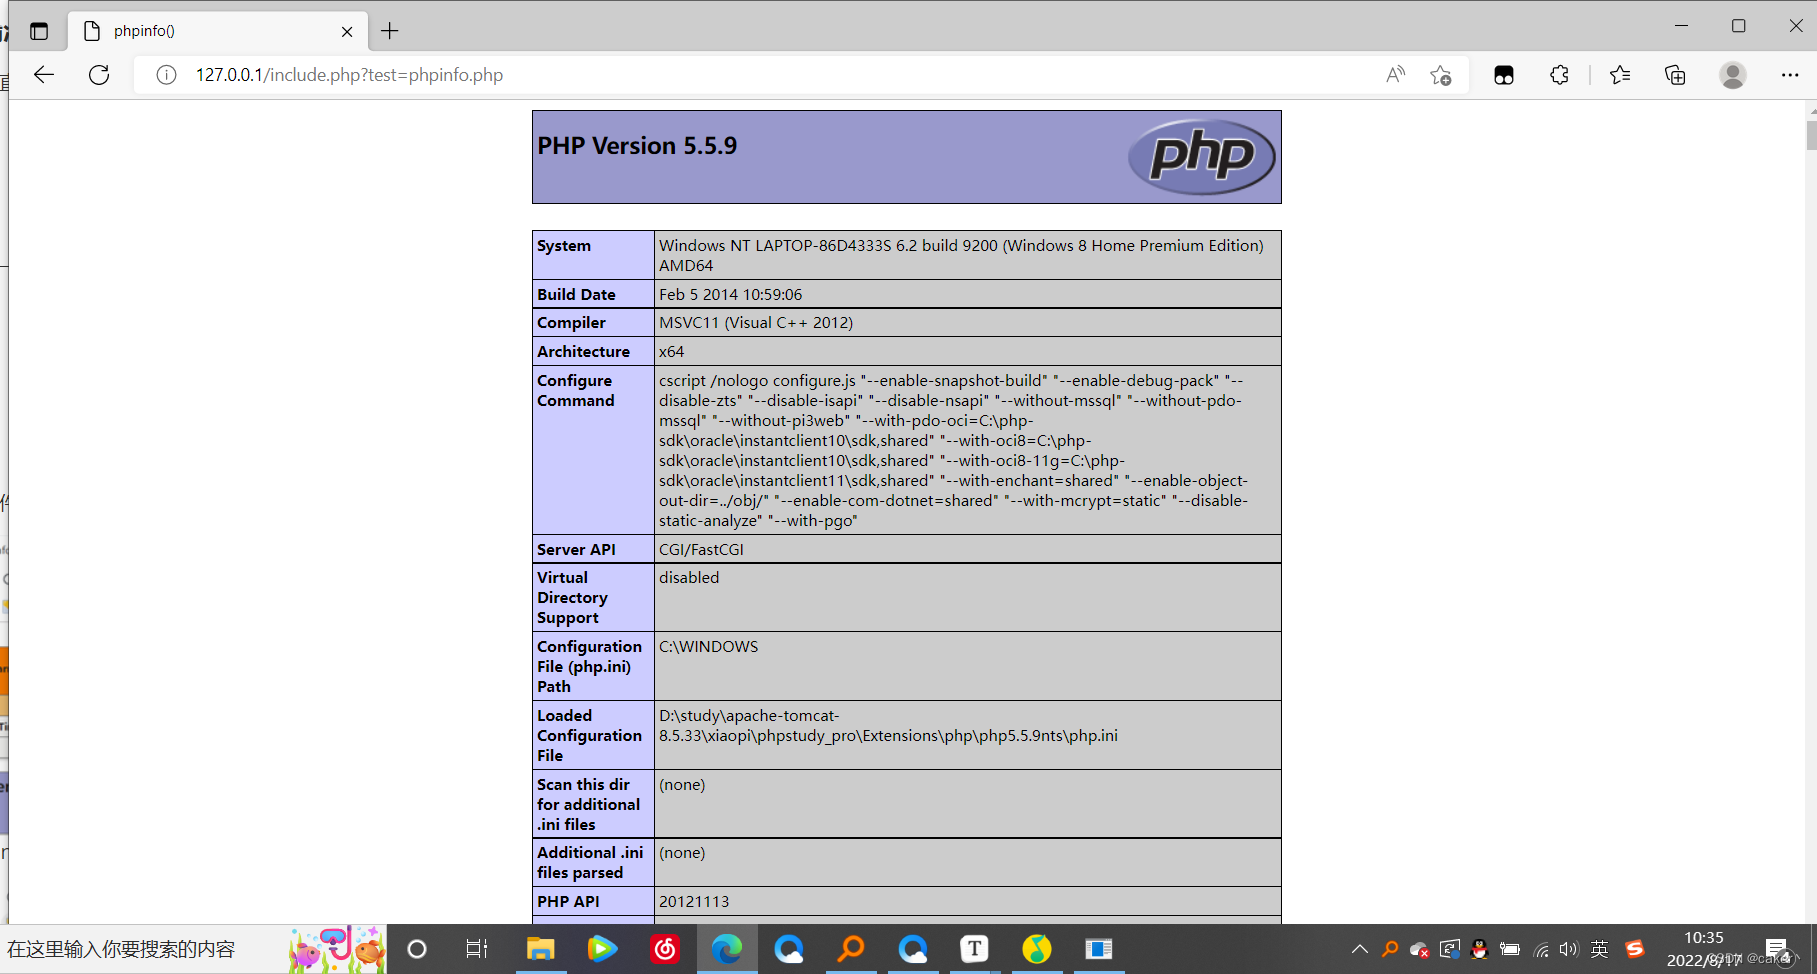 phpinfo()
127.0.0.1/include.php?test=phpinfo.php
PHP Version 5.5.9
php
System
Windows NT LAPTOP-86D4333S 6.2 build 9200 (Windows 8 Home Premium Edition)
AMD64
Build Date
Feb 5 2014 10:59:06
Compiler
MSVC11 (Visual C++ 2012)
Architecture
x64
Configure
Command
cscript /nologo configure.js "--enable-snapshot-build" "--enable-debug-pack" "--
disable-zts" "--disable-isapi" "--disable-nsapi" "--without-mssql" "--without-pdo-
mssql" "--without-pi3web" "--with-pdo-oci=C:\php-
sdk\oracle\instantclient10\sdk,shared" "--with-oci8=C:\php-
sdk\oracle\instantclient10\sdk,shared" "--with-oci8-11g=C:\php-
sdk\oracle\instantclient11\sdk,shared" "--with-enchant=shared" "--enable-object-
out-dir=../obj/" "--enable-com-dotnet=shared" "--with-mcrypt=static" "--disable-
static-analyze" "--with-pgo"
Server API
CGI/FastCGI
Virtual
Directory
Support
disabled
Configuration
File (php.ini)
Path
C:\WINDOWS
Loaded
Configuration
File
D:\study\apache-tomcat-
8.5.33\xiaopi\phpstudy_pro\Extensions\php\php5.5.9nts\php.ini
Scan this dir
for additional
.ini files
(none)
Additional .ini
files parsed
(none)
PHP API
20121113
在这里输入你要搜索的内容
英
10:35
2022/8/17